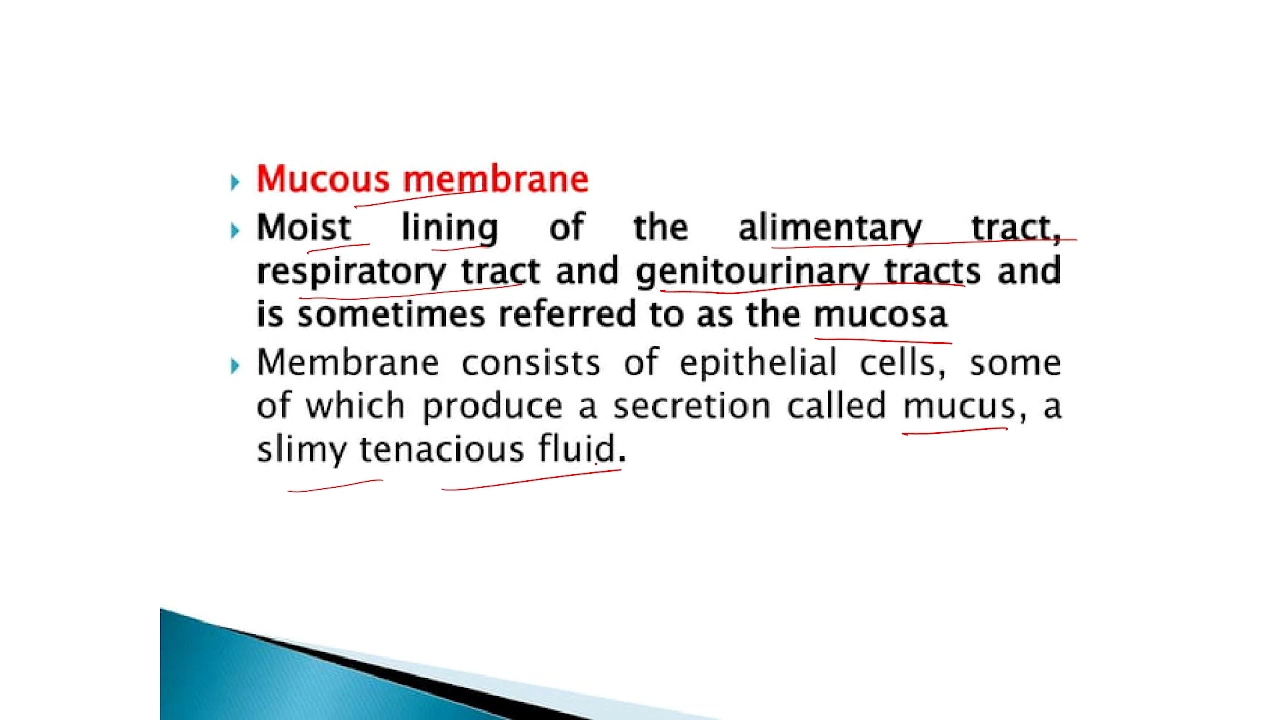 Mucous membrane
Moist lining of the alimentary tract,
respiratory tract and genitourinary tracts and
is sometimes referred to as the mucosa
Membrane consists of epithelial cells, some
of which produce a secretion called mucus, a
slimy tenacious fluid.